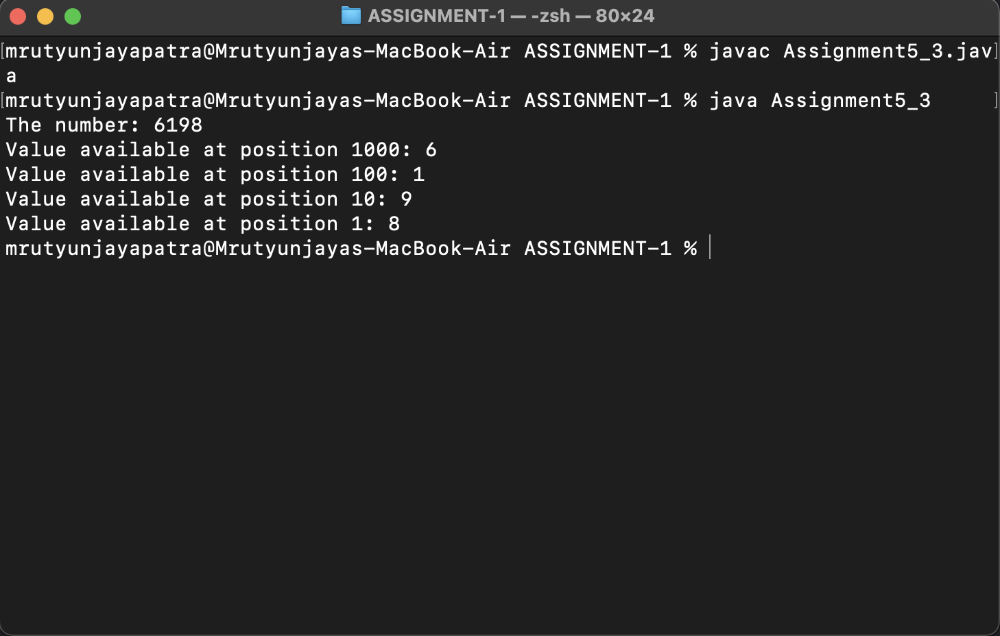 ASSIGNMENT-1 — -zsh — 80×24
[mrutyunjayapatra@Mrutyunjayas-MacBook-Air ASSIGNMENT-1 % javac Assignment5_3.jav]
a
[mrutyunjayapatra@Mrutyunjayas-MacBook-Air ASSIGNMENT-1 % java Assignment5_3 ]
The number: 6198
Value available at position 1000: 6
Value available at position 100: 1
Value available at position 10: 9
Value available at position 1: 8
mrutyunjayapatra@Mrutyunjayas-MacBook-Air ASSIGNMENT-1 %